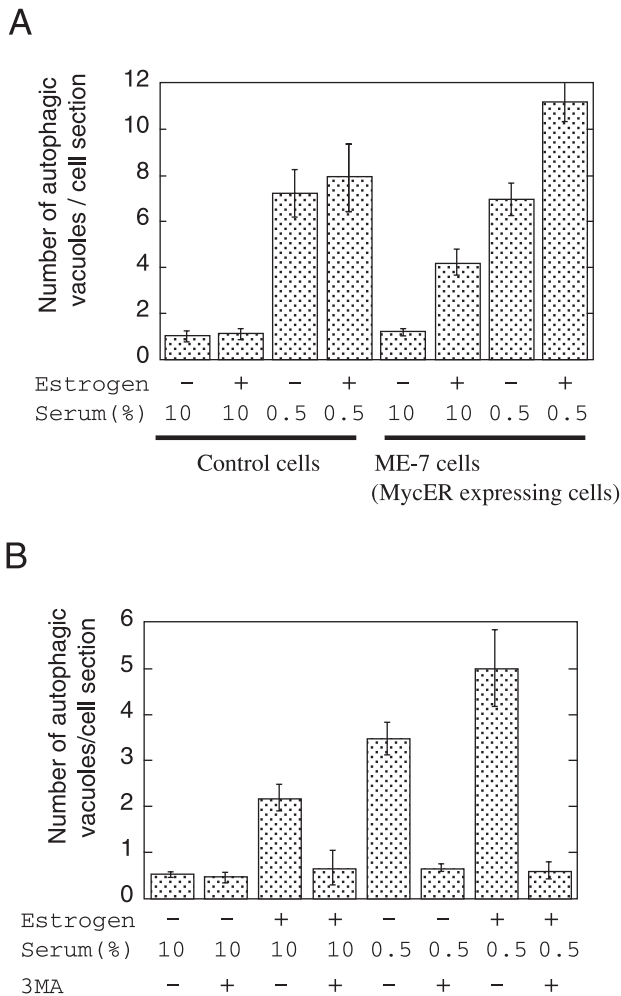 A
Number of autophagic
vacuoles / cell section
12
10
8
6
4
2
0
Estrogen - + - + - + - +
Serum(%) 10 10 0.5 0.5 10 10 0.5 0.5
Control cells ME-7 cells
(MycER expressing cells)
B
Number of autophagic
vacuoles/cell section
6
5
4
3
2
1
0
Estrogen - - + + - - + +
Serum(%) 10 10 10 10 0.5 0.5 0.5 0.5
3MA - + - + - + - +